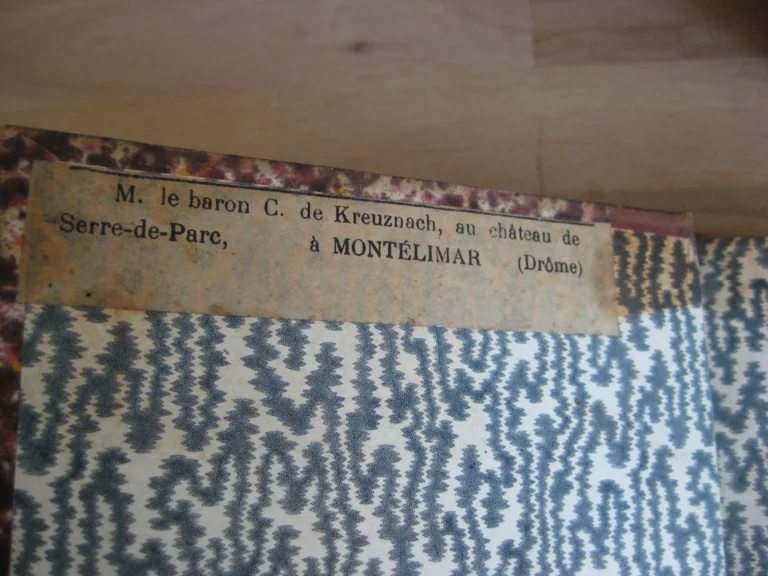 M. le baron C. de Kreuznach, au château de
Serre-de-Parc, à MONTÉLIMAR (Drôme)